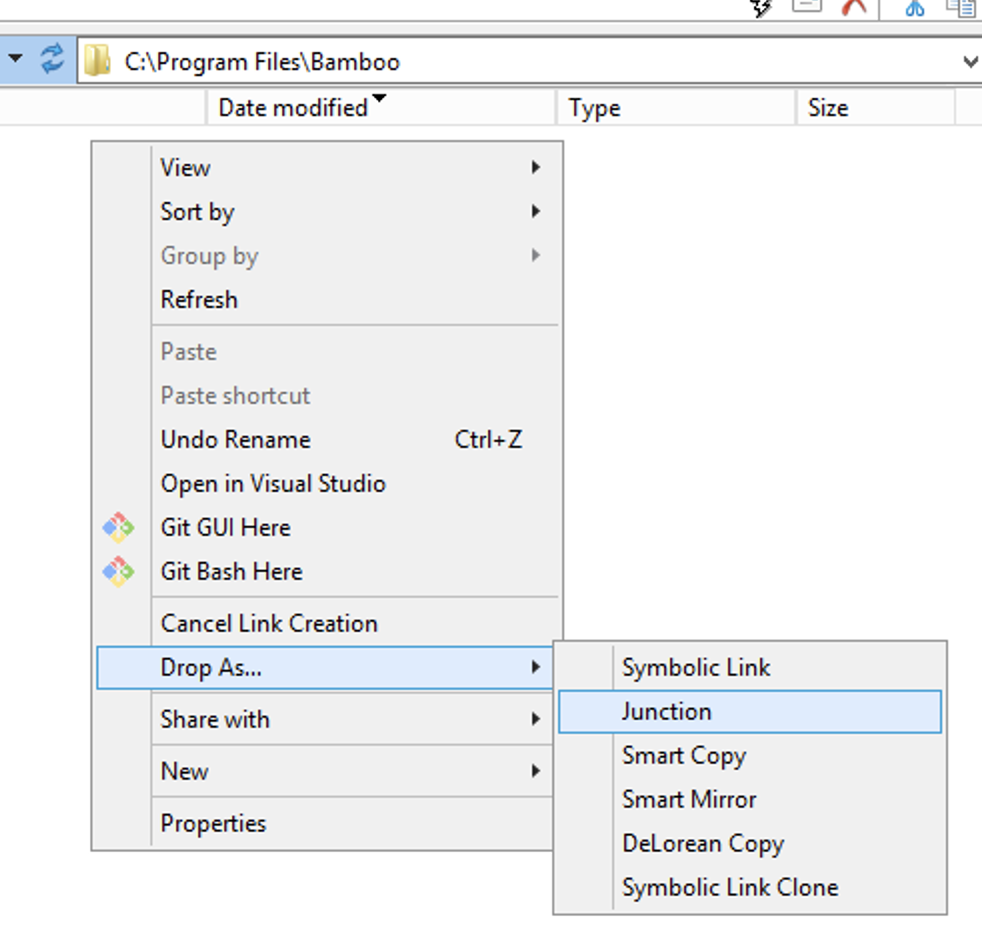 C:\Program Files\Bamboo
Date modified Type Size
View
Sort by
Group by
Refresh
Paste
Paste shortcut
Undo Rename Ctrl+Z
Open in Visual Studio
Git GUI Here
Git Bash Here
Cancel Link Creation
Drop As...
Share with
New
Properties
Symbolic Link
Junction
Smart Copy
Smart Mirror
DeLorean Copy
Symbolic Link Clone